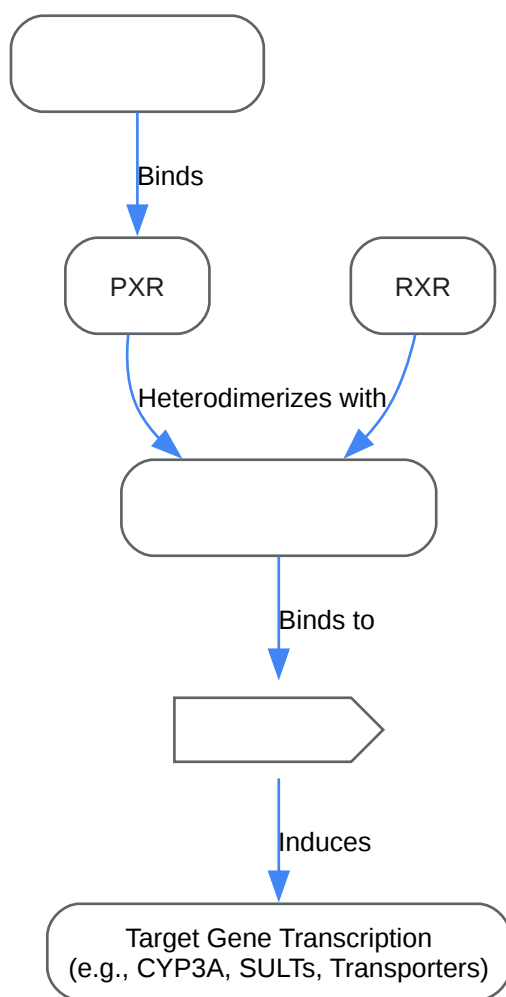 Binds
PXR
RXR
Heterodimerizes with
Binds to
Induces
Target Gene Transcription
(e.g., CYP3A, SULTs, Transporters)